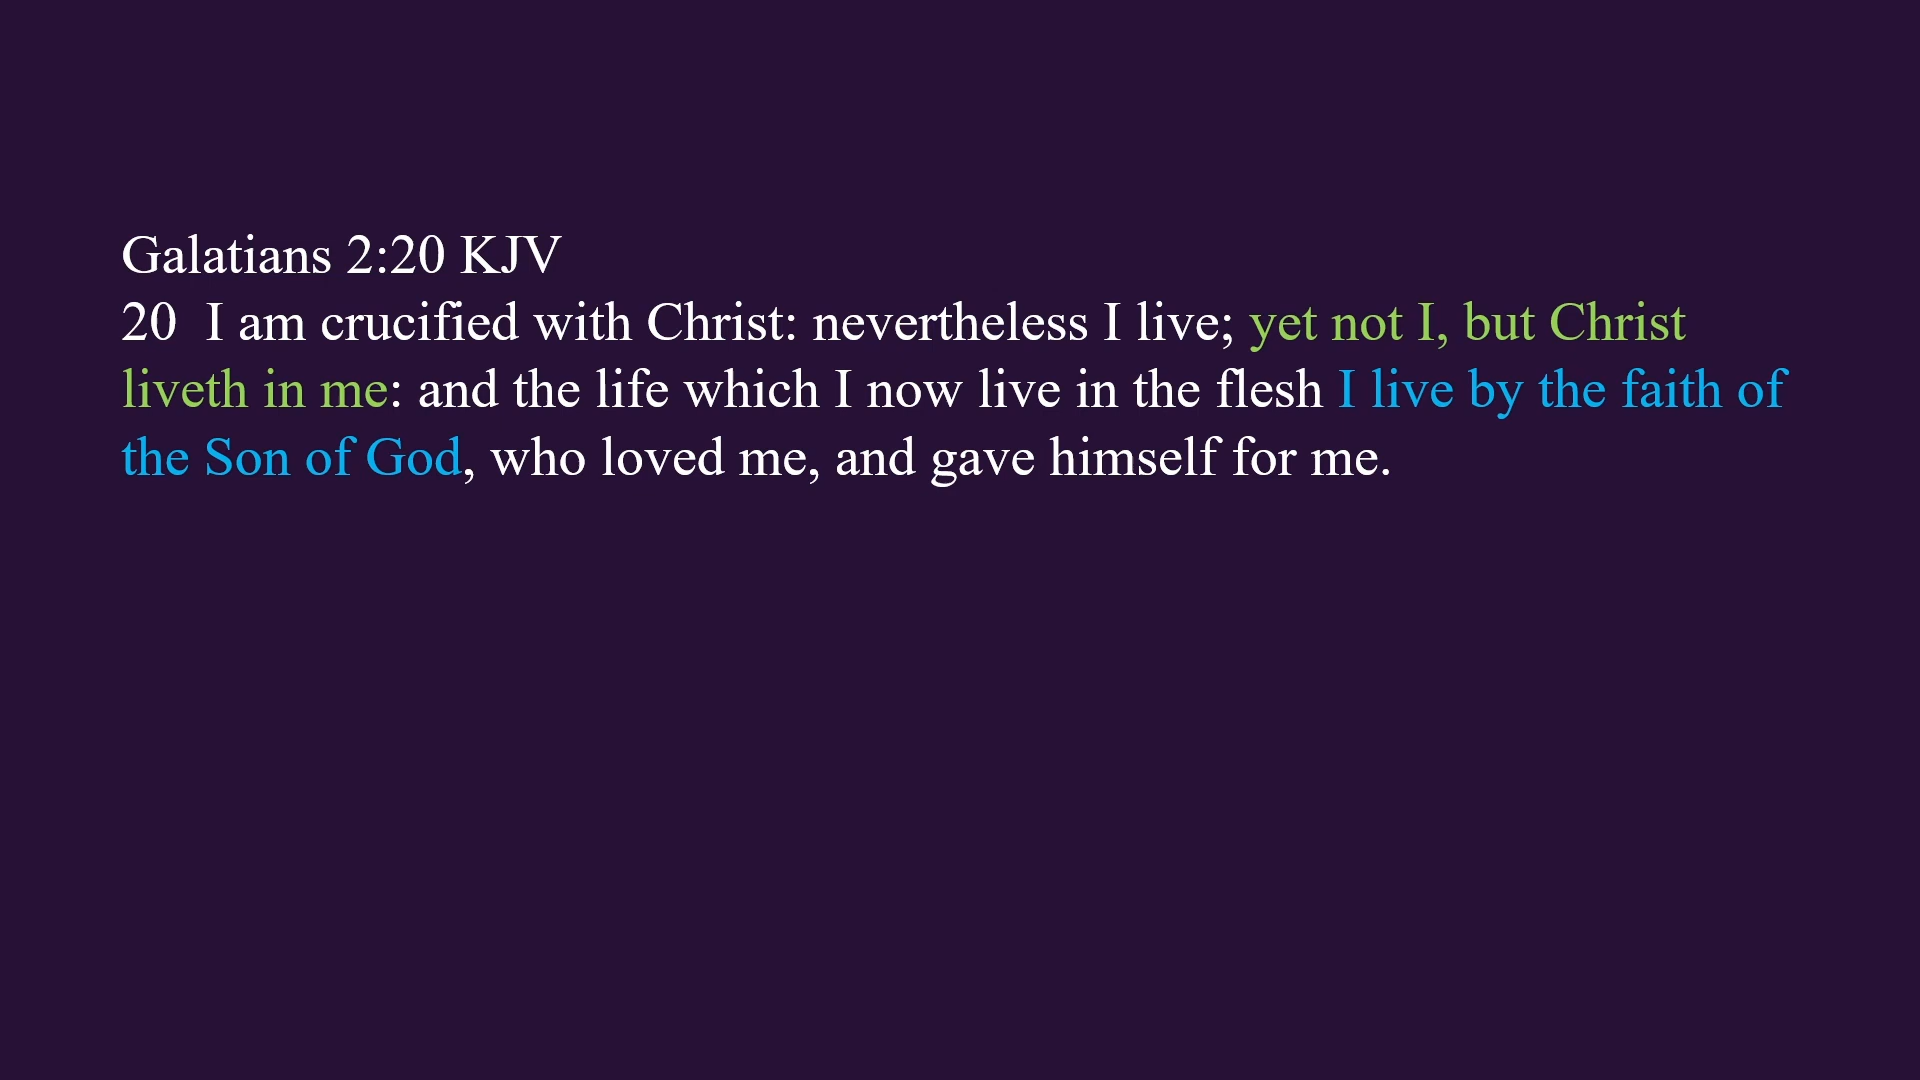 Galatians 2:20 KJV
20  I am crucified with Christ: nevertheless I live; yet not I, but Christ
liveth in me: and the life which I now live in the flesh I live by the faith of
the Son of God, who loved me, and gave himself for me.